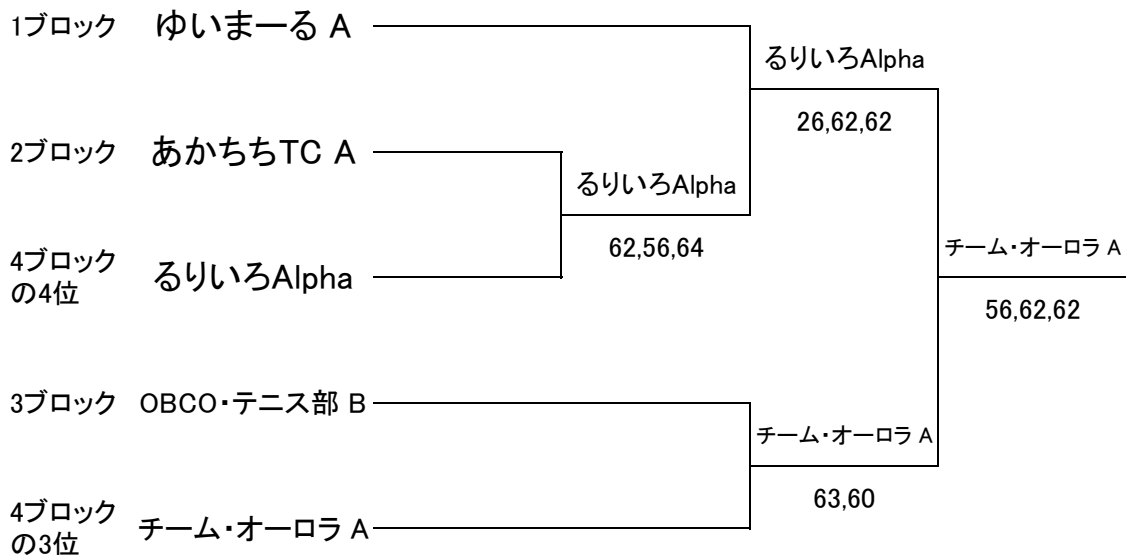 1ブロック ゆいまーる A
るりいろAlpha
26,62,62
2ブロック あかちちTC A
るりいろAlpha
62,56,64
4ブロック
の4位
るりいろAlpha
チーム・オーロラ A
56,62,62
3ブロック OBCO・テニス部 B
チーム・オーロラ A
63,60
4ブロック
の3位
チーム・オーロラ A